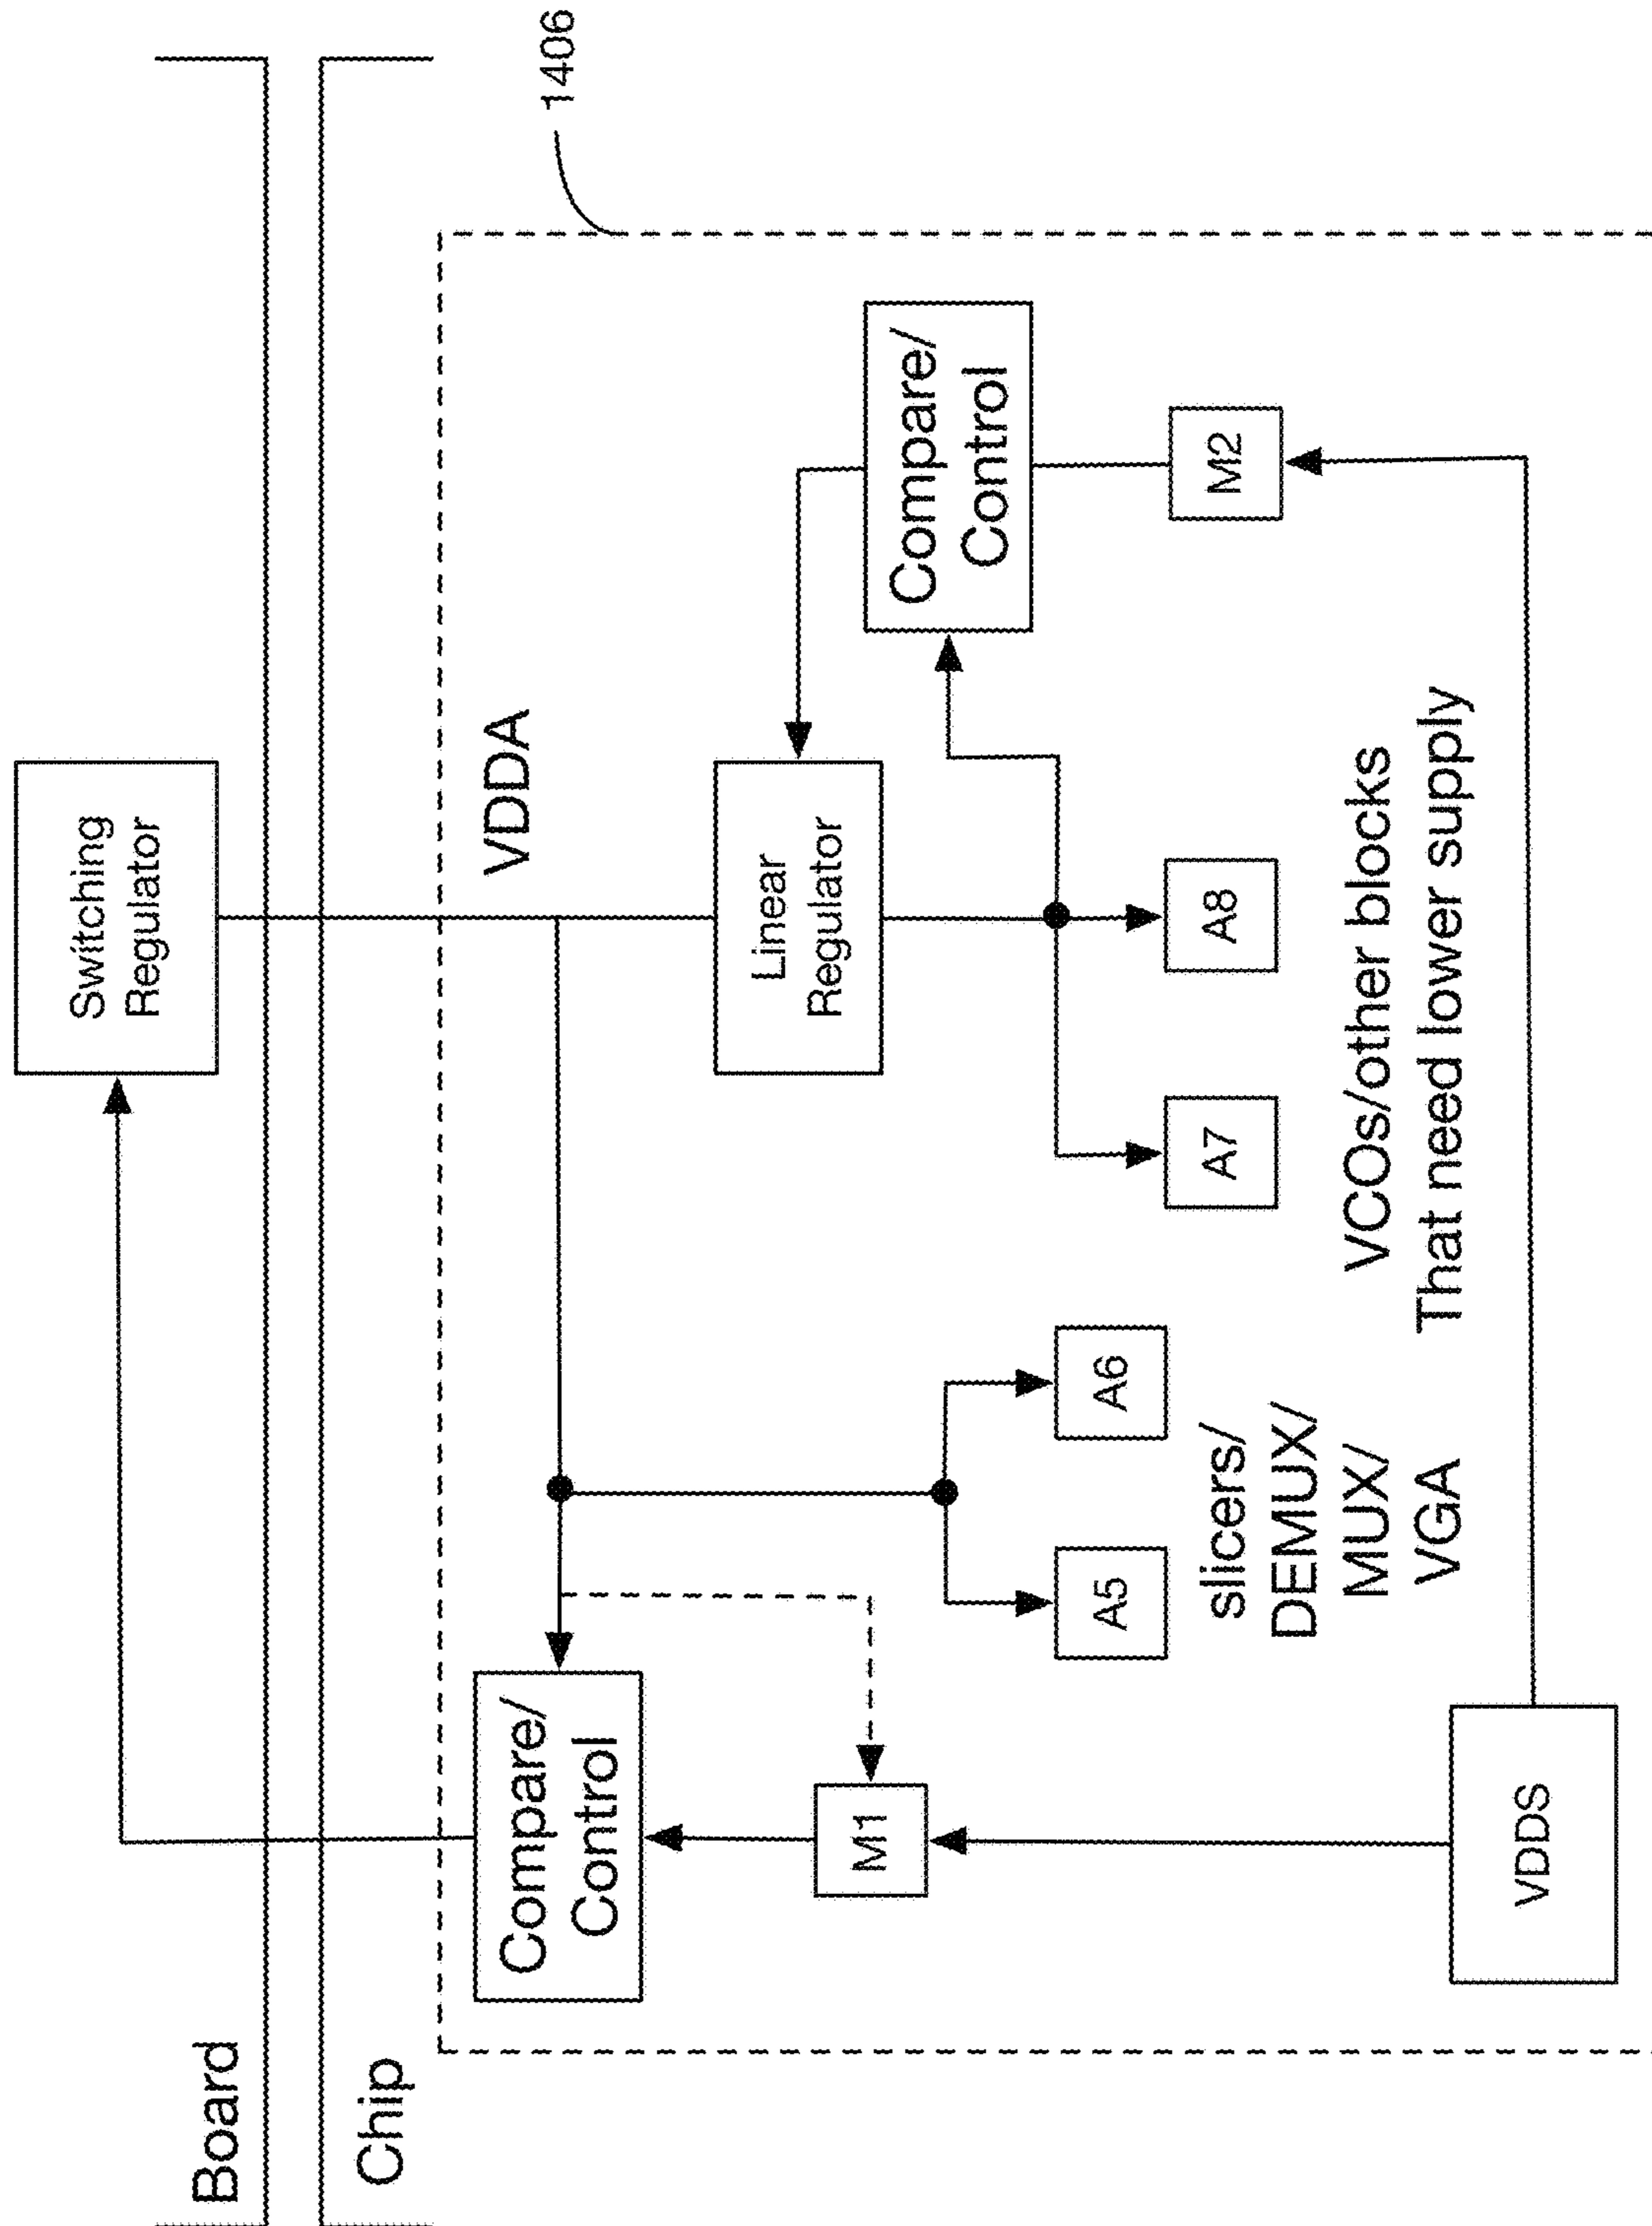 Switching
Regulator
Board
Chip
1406
VDDA
Compare/
Control
Linear
Regulator
Compare/
Control
M1
A5
A6
A7
A8
M2
slicers/
DEMUX/
MUX/
VGA
VCOs/other blocks
That need lower supply
VDDS